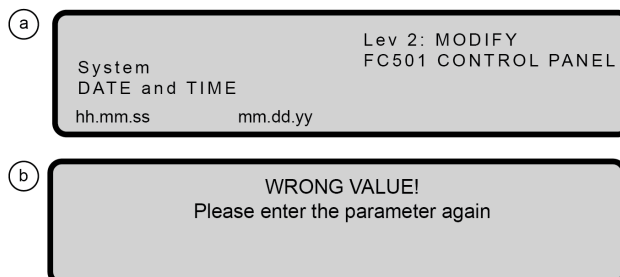 a
Lev 2: MODIFY
FC501 CONTROL PANEL
System
DATE and TIME
hh.mm.ss mm.dd.yy
b
WRONG VALUE!
Please enter the parameter again